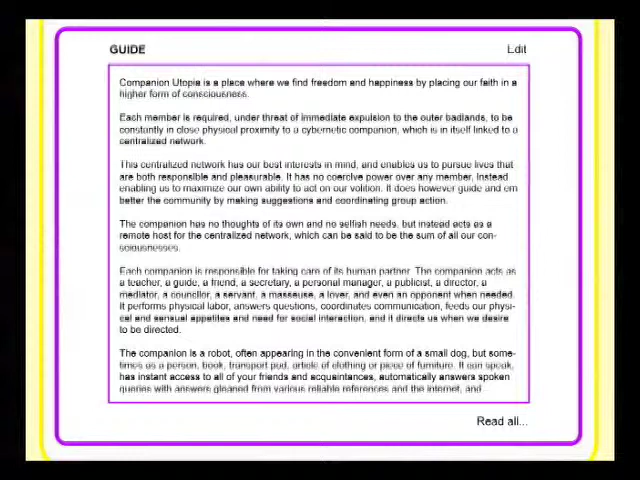 GUIDE
Edit
Companion Utopia is a place where we find freedom and happiness by placing our faith in a
higher form of consciousness.
Each member is required, under threat of immediate expulsion to the outer badlands, to be
constantly in close physical proximity to a cybernetic companion, which is in itself linked to a
centralized network.
This centralized network has our best interests in mind, and enables us to pursue lives that
are both responsible and pleasurable. It has no coercive power over any member, instead
enabling us to maximize our own ability to act on our volition. It does however guide and em
better the community by making suggestions and coordinating group action.
The companion has no thoughts of its own and no selfish needs, but instead acts as a
remote host for the centralized network, which can be said to be the sum of all our con-
sciousnesses.
Each companion is responsible for taking care of its human partner. The companion acts as
a teacher, a guide, a friend, a secretary, a personal manager, a publicist, a director, a
mediator, a councilor, a servant, a masseuse, a lover, and even an opponent when needed.
It performs physical labor, answers questions, coordinates communication, feeds our physi-
cal and sensual appetites and need for social interaction, and it directs us when we desire
to be directed.
The companion is a robot, often appearing in the convenient form of a small dog, but some-
times as a person, book, transport pod, article of clothing or piece of furniture. It can speak,
has instant access to all of your friends and acquaintances, automatically answers spoken
queries with answers gleaned from various reliable references and the internet, and
Read all...